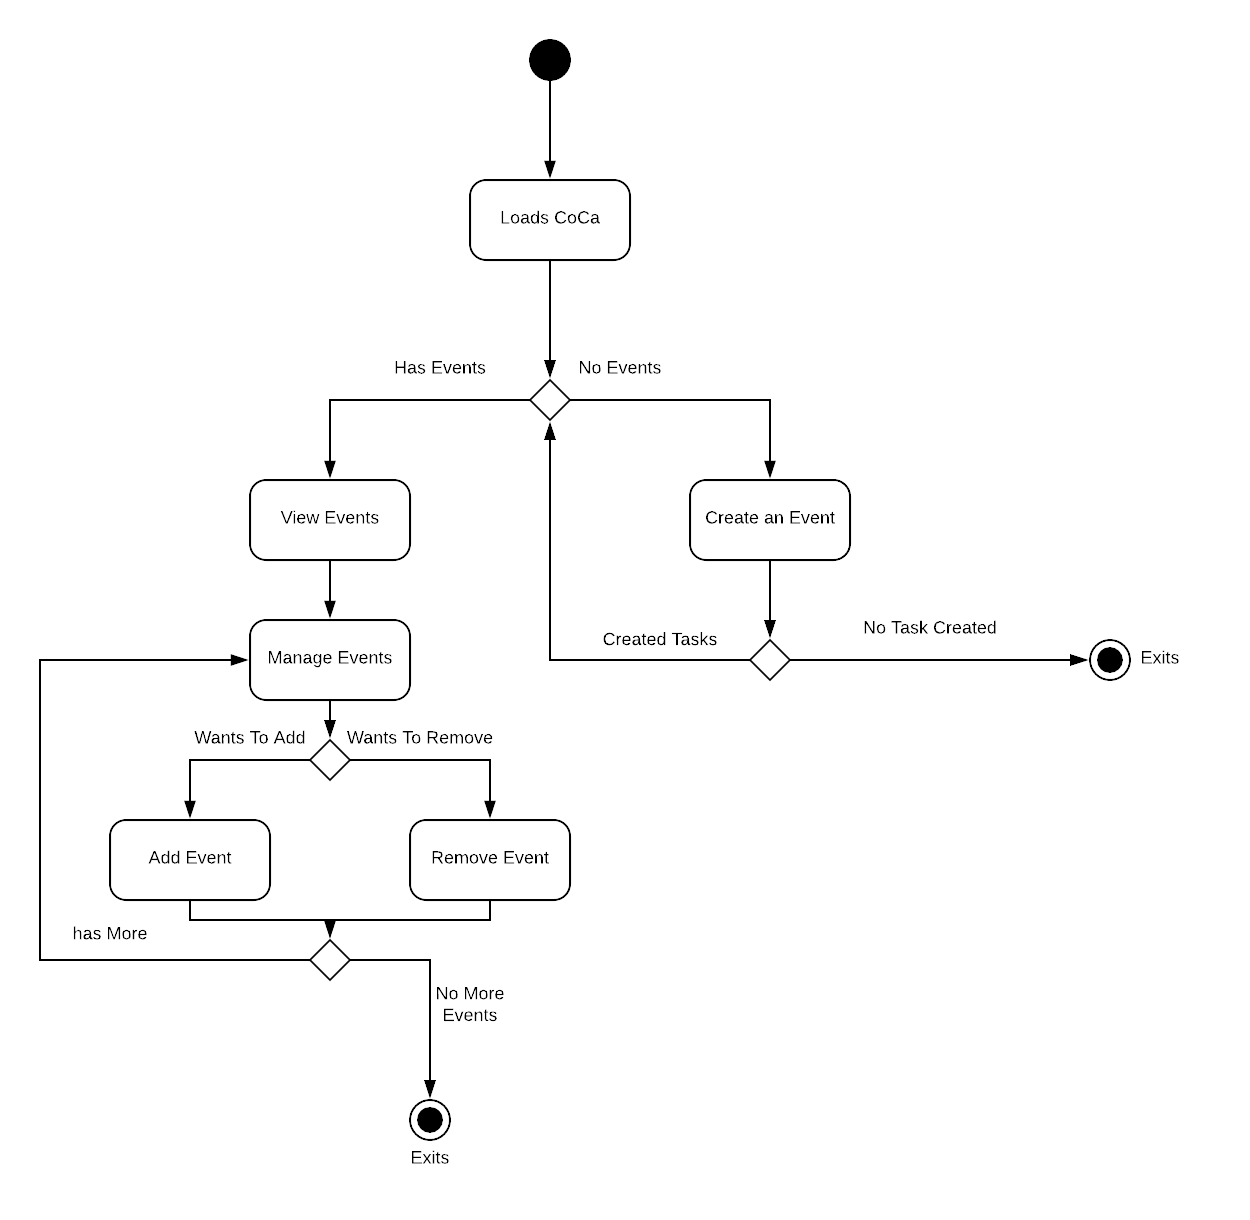 Loads CoCa
Has Events
No Events
View Events
Create an Event
No Task Created
Created Tasks
Exits
Manage Events
Wants To Add
Wants To Remove
Add Event
Remove Event
has More
No More
Events
Exits